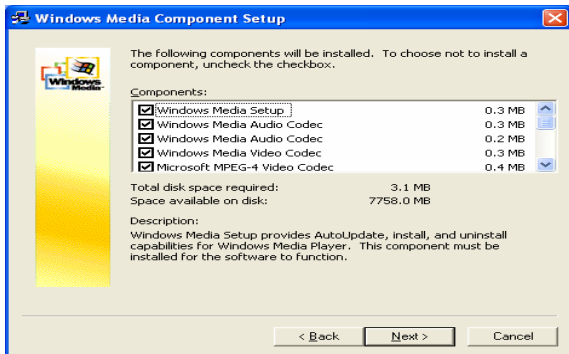 Windows Media Component Setup
The following components will be installed. To choose not to install a
component, uncheck the checkbox.
Windows
Media
Components:
Windows Media Setup 0.3 MB
Windows Media Audio Codec 0.3 MB
Windows Media Audio Codec 0.2 MB
Windows Media Video Codec 0.3 MB
Microsoft MPEG-4 Video Codec 0.4 MB
Total disk space required: 3.1 MB
Space available on disk: 7758.0 MB
Description:
Windows Media Setup provides AutoUpdate, install, and uninstall
capabilities for Windows Media Player. This component must be
installed for the software to function.
< Back Next > Cancel